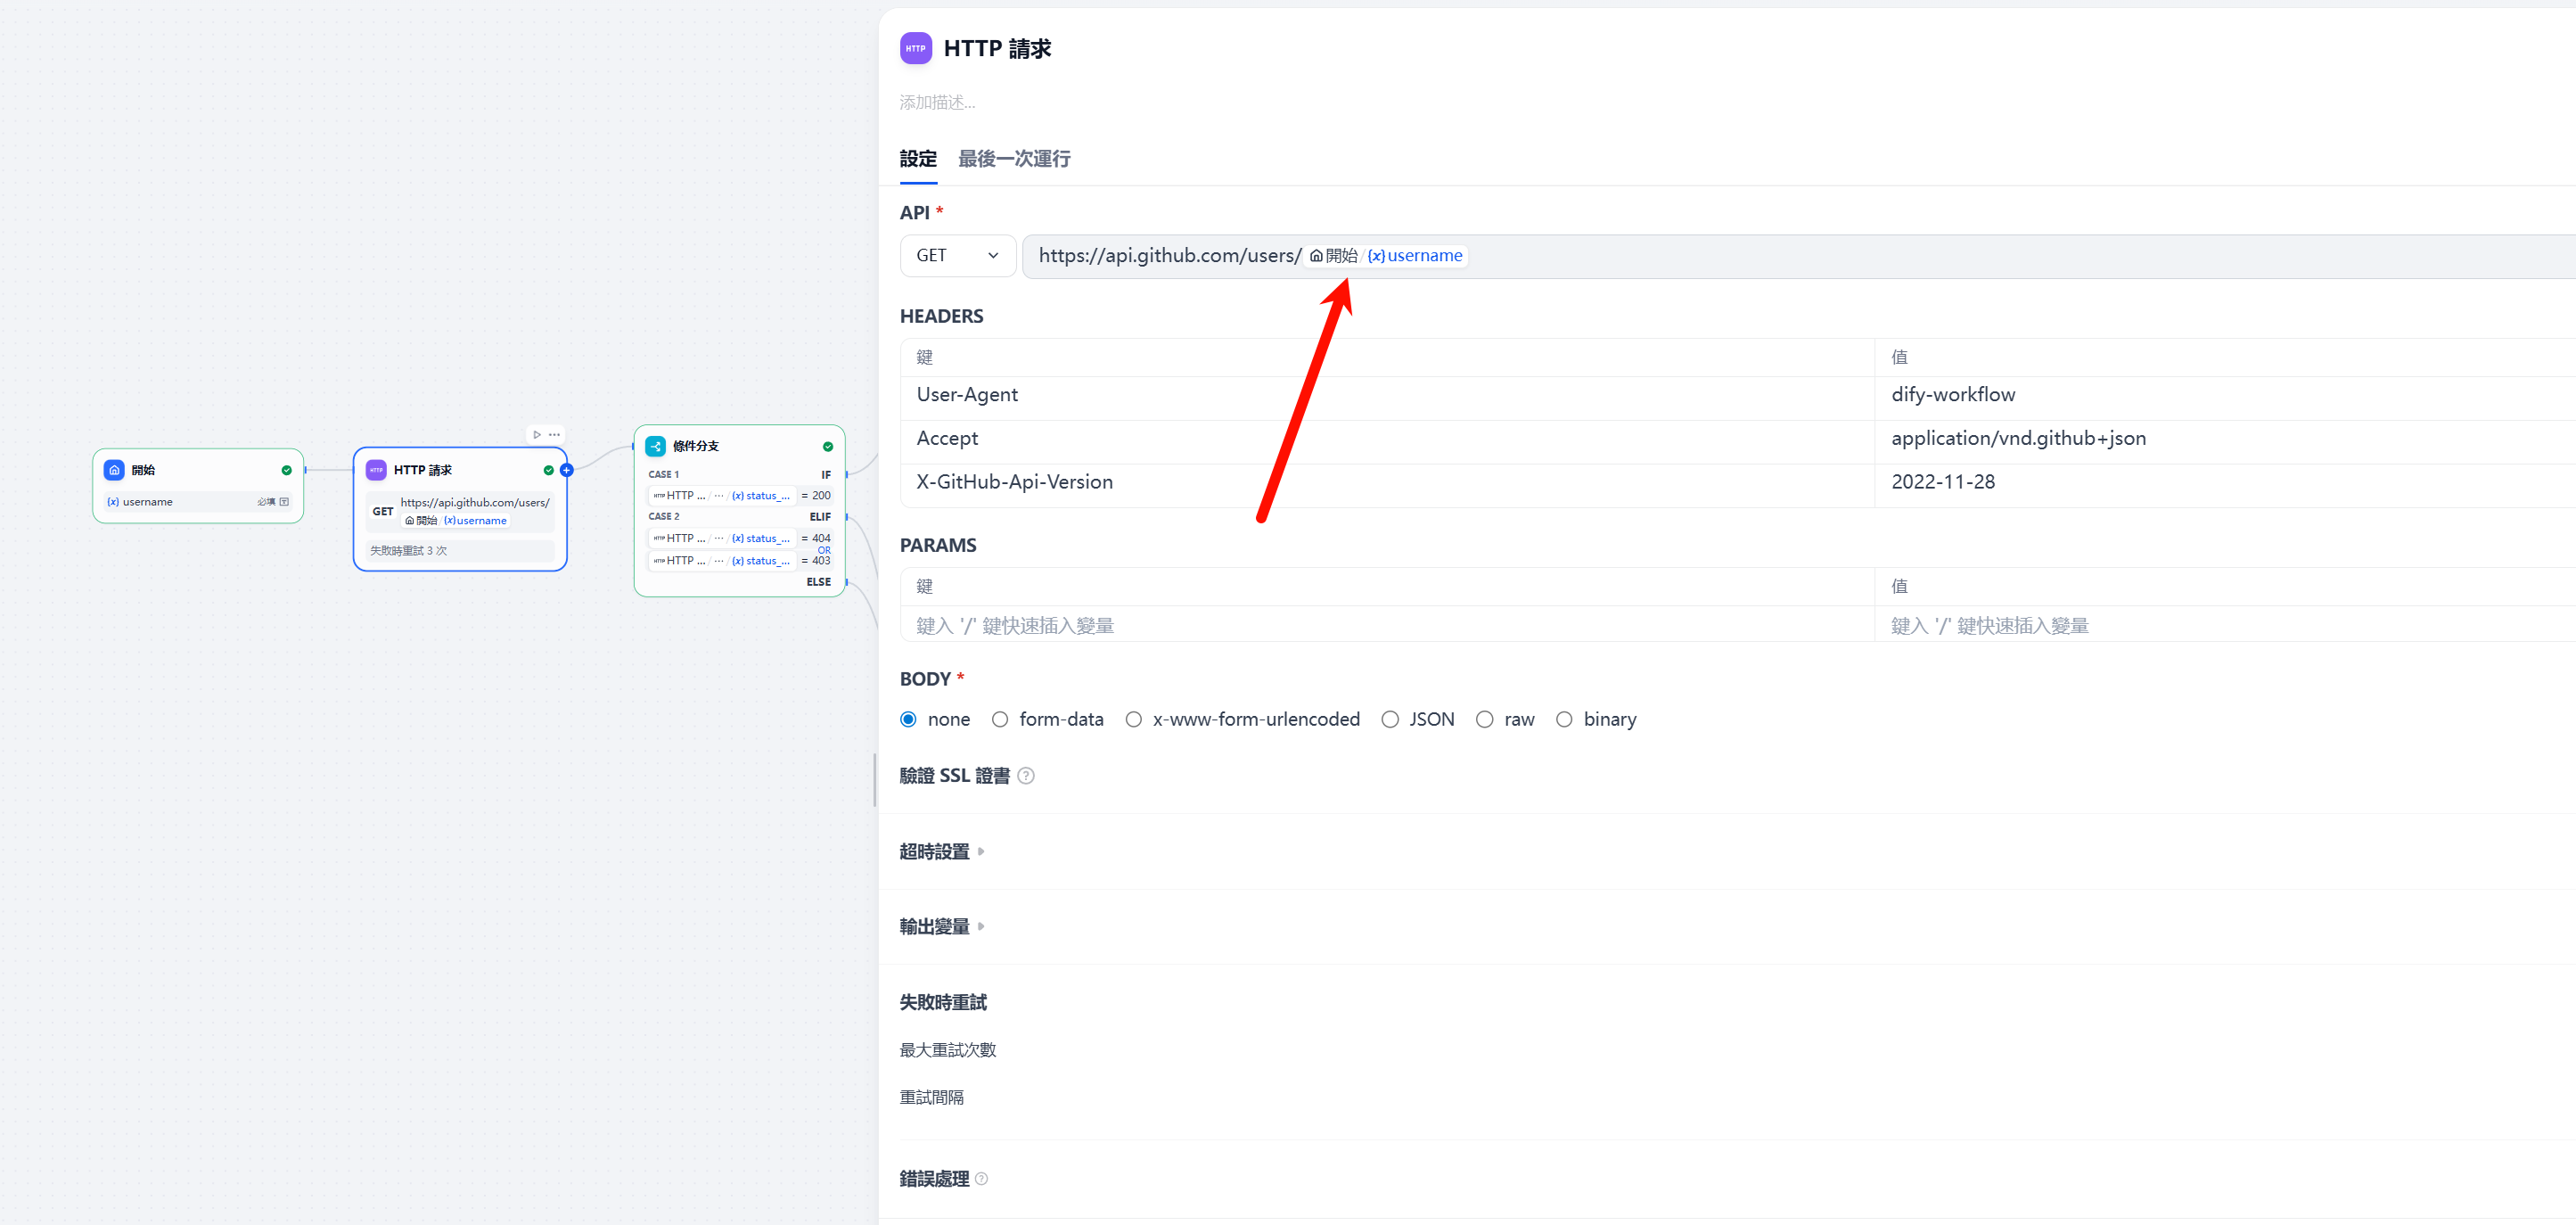 HTTP HTTP 請求
添加描述...
設定 最後一次運行
API *
GET https://api.github.com/users/ 開始 / {x} username
HEADERS
鍵 值
User-Agent dify-workflow
Accept application/vnd.github+json
X-GitHub-Api-Version 2022-11-28
PARAMS
鍵 值
鍵入 '/' 鍵快速插入變量 鍵入 '/' 鍵快速插入變量
BODY *
none form-data x-www-form-urlencoded JSON raw binary
驗證 SSL 證書
超時設置
輸出變量
失敗時重試
最大重試次數
重試間隔
錯誤處理
開始
{x} username 必填
HTTP HTTP 請求
GET https://api.github.com/users/
開始 / {x} username
失敗時重試 3 次
條件分支
CASE 1 IF
HTTP HTTP ... / ··· / {x} status_... = 200
CASE 2 ELIF
HTTP HTTP ... / ··· / {x} status_... = 404
OR
HTTP HTTP ... / ··· / {x} status_... = 403
ELSE